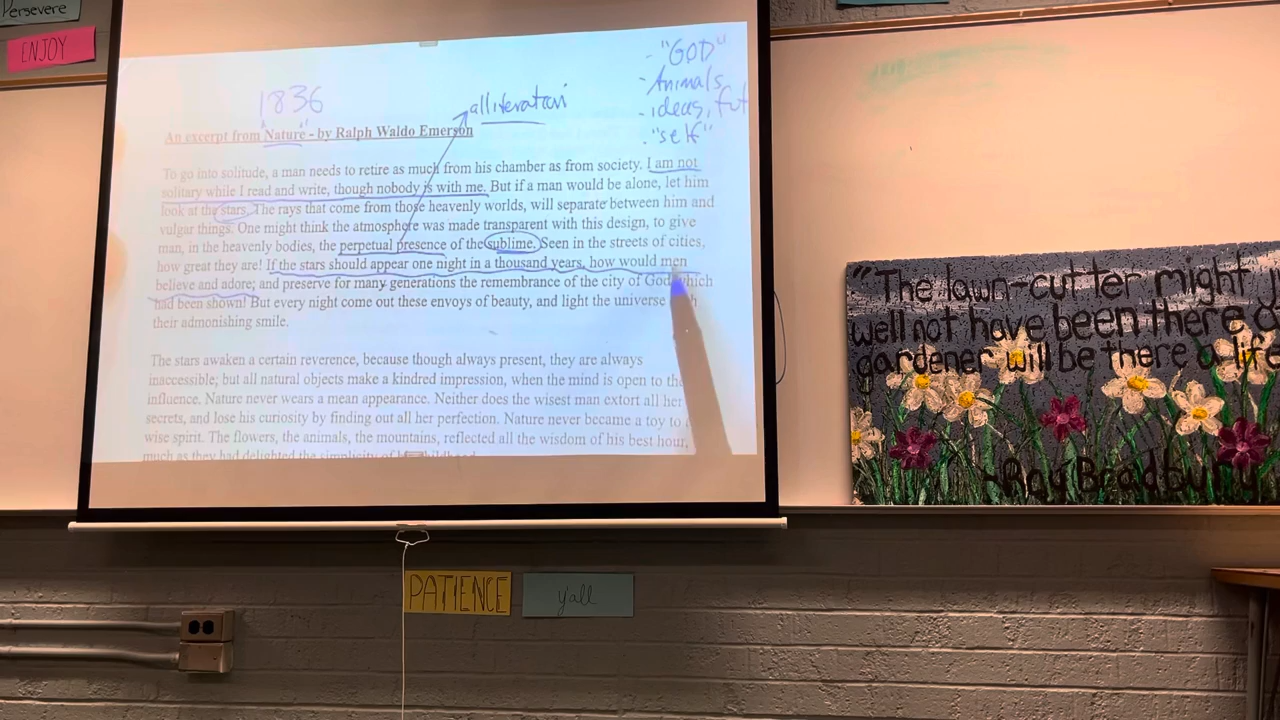 Persevere
ENJOY
1836
alliteration
- "GOD"
- Animals,
- ideas, fut
- "self"
An excerpt from Nature - by Ralph Waldo Emerson
To go into solitude, a man needs to retire as much from his chamber as from society. I am not
solitary while I read and write, though nobody is with me. But if a man would be alone, let him
look at the stars. The rays that come from those heavenly worlds, will separate between him and
vulgar things. One might think the atmosphere was made transparent with this design, to give
man, in the heavenly bodies, the perpetual presence of the sublime. Seen in the streets of cities,
how great they are! If the stars should appear one night in a thousand years, how would men
believe and adore; and preserve for many generations the remembrance of the city of God which
had been shown! But every night come out these envoys of beauty, and light the universe
their admonishing smile.
The stars awaken a certain reverence, because though always present, they are always
inaccessible; but all natural objects make a kindred impression, when the mind is open to the
influence. Nature never wears a mean appearance. Neither does the wisest man extort all her
secrets, and lose his curiosity by finding out all her perfection. Nature never became a toy to
wise spirit. The flowers, the animals, the mountains, reflected all the wisdom of his best hour,
much as they had delighted the simplicity of childhood
"The lawn-cutter might
well not have been there
gardener will be there a life
~Ray Bradbury
PATIENCE
y'all